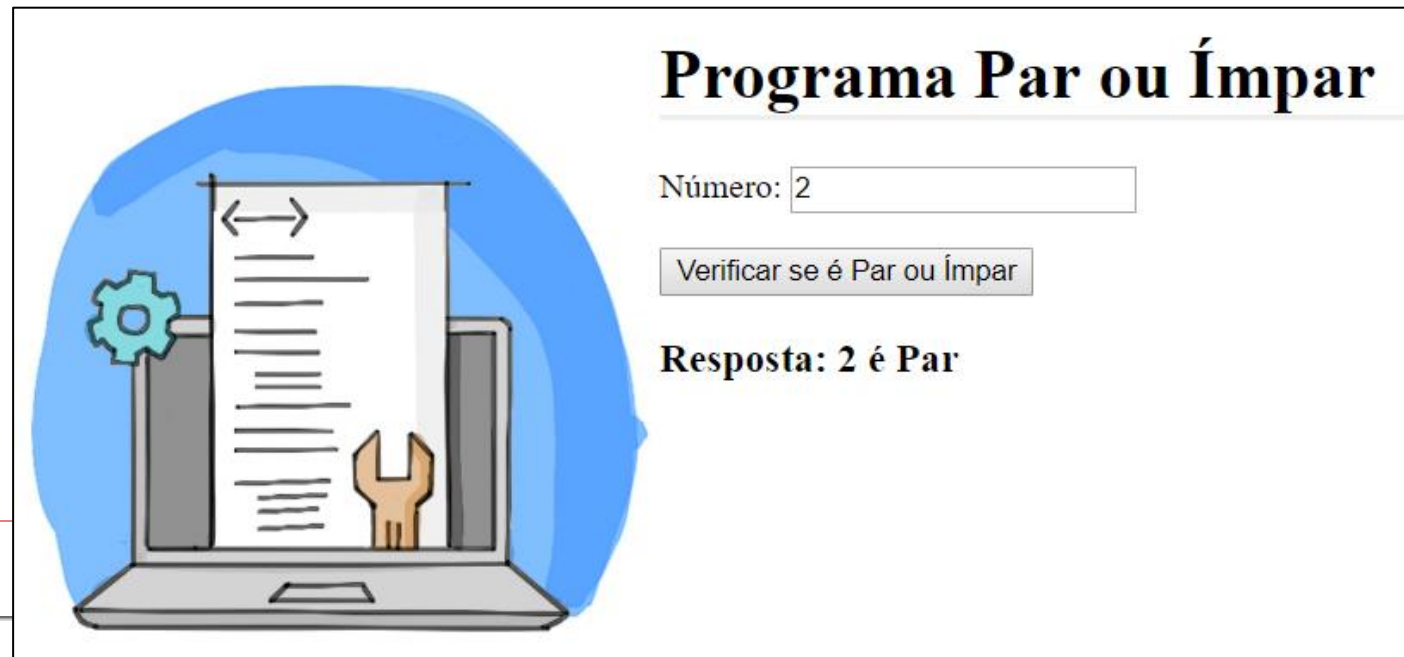 Programa Par ou Ímpar
Número: 2
Verificar se é Par ou Ímpar
Resposta: 2 é Par